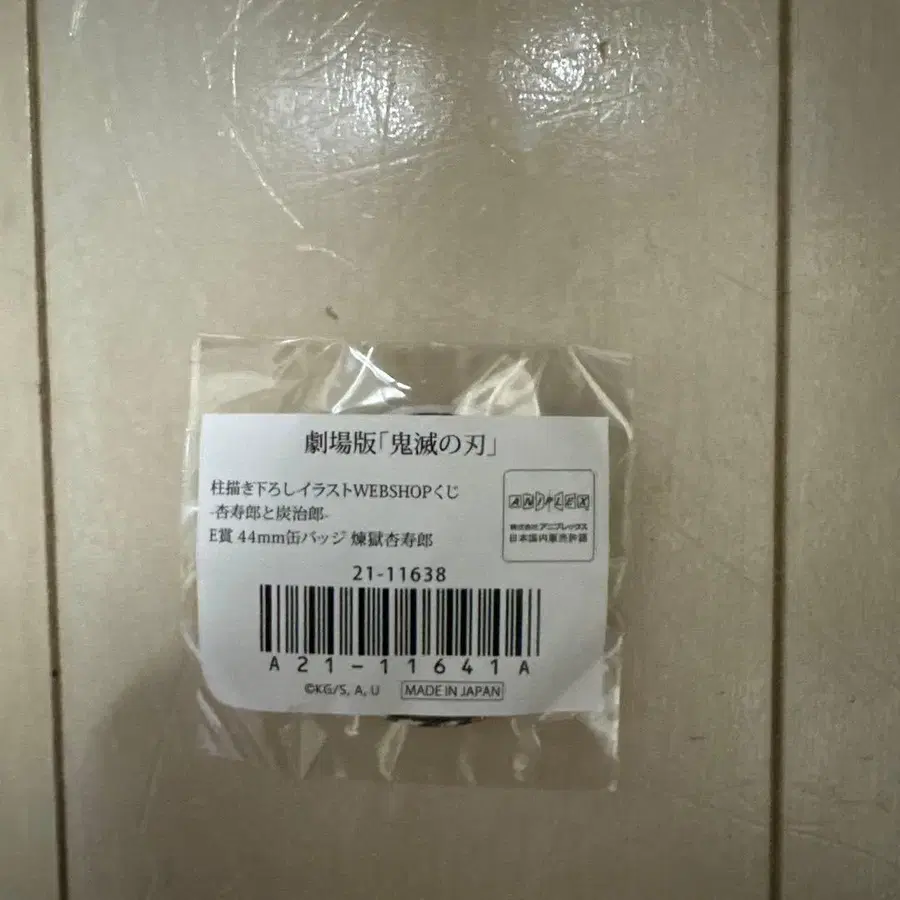 劇場版「鬼滅の刃」
柱描き下ろしイラストWEBSHOPくじ
-杏寿郎と炭治郎-
E賞 44mm缶バッジ 煉獄杏寿郎
ANIPLEX
株式会社 アニプレックス
日本国内販売許諾
21-11638
A21-11641A
©KG/S, A, U MADE IN JAPAN